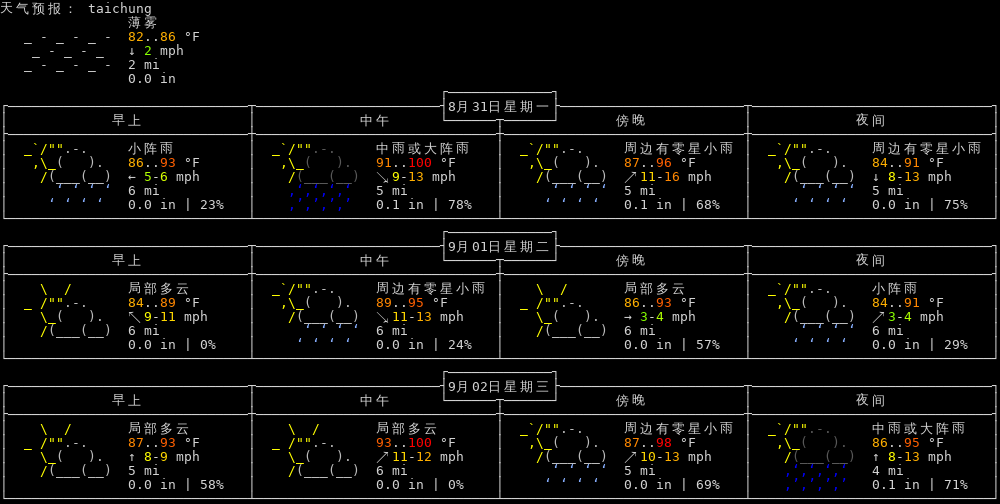 天气预报： taichung
薄雾
82..86 °F
↓ 2 mph
2 mi
0.0 in
8月31日星期一
早上 中午 傍晚 夜间
小阵雨 中雨或大阵雨 周边有零星小雨 周边有零星小雨
86..93 °F 91..100 °F 87..96 °F 84..91 °F
← 5-6 mph ↘ 9-13 mph ↗ 11-16 mph ↓ 8-13 mph
6 mi 5 mi 5 mi 5 mi
0.0 in | 23% 0.1 in | 78% 0.1 in | 68% 0.0 in | 75%
9月01日星期二
早上 中午 傍晚 夜间
局部多云 周边有零星小雨 局部多云 小阵雨
84..89 °F 89..95 °F 86..93 °F 84..91 °F
↖ 9-11 mph ↘ 11-13 mph → 3-4 mph ↗ 3-4 mph
6 mi 6 mi 6 mi 6 mi
0.0 in | 0% 0.0 in | 24% 0.0 in | 57% 0.0 in | 29%
9月02日星期三
早上 中午 傍晚 夜间
局部多云 局部多云 周边有零星小雨 中雨或大阵雨
87..93 °F 93..100 °F 87..98 °F 86..95 °F
↑ 8-9 mph ↗ 11-12 mph ↗ 10-13 mph ↑ 8-13 mph
5 mi 6 mi 5 mi 4 mi
0.0 in | 58% 0.0 in | 0% 0.0 in | 69% 0.1 in | 71%